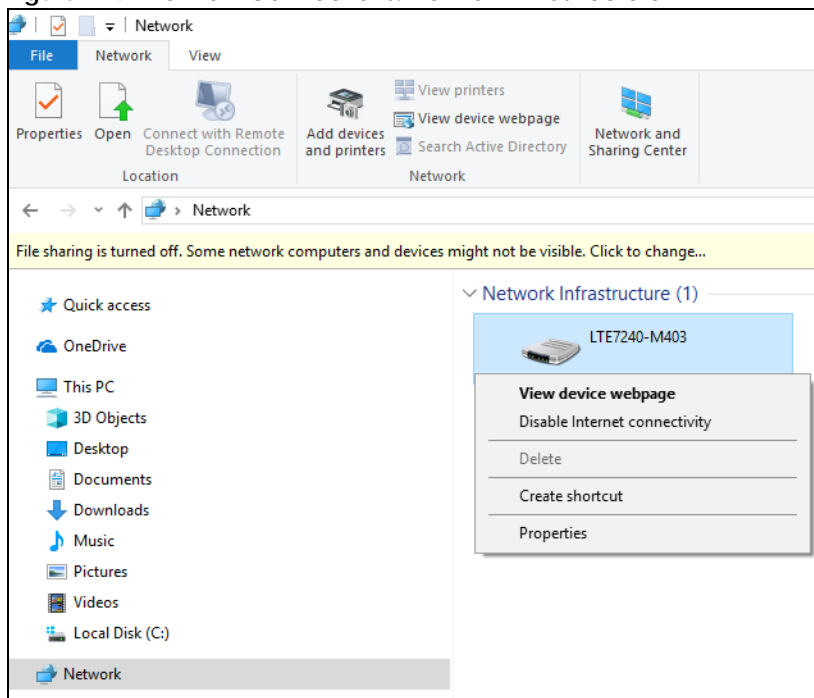 Network
File Network View
Properties Open Connect with Remote Desktop Connection
Location
Add devices and printers
View printers
View device webpage
Search Active Directory
Network
Network and Sharing Center
Network
File sharing is turned off. Some network computers and devices might not be visible. Click to change...
Quick access
OneDrive
This PC
3D Objects
Desktop
Documents
Downloads
Music
Pictures
Videos
Local Disk (C:)
Network
Network Infrastructure (1)
LTE7240-M403
View device webpage
Disable Internet connectivity
Delete
Create shortcut
Properties